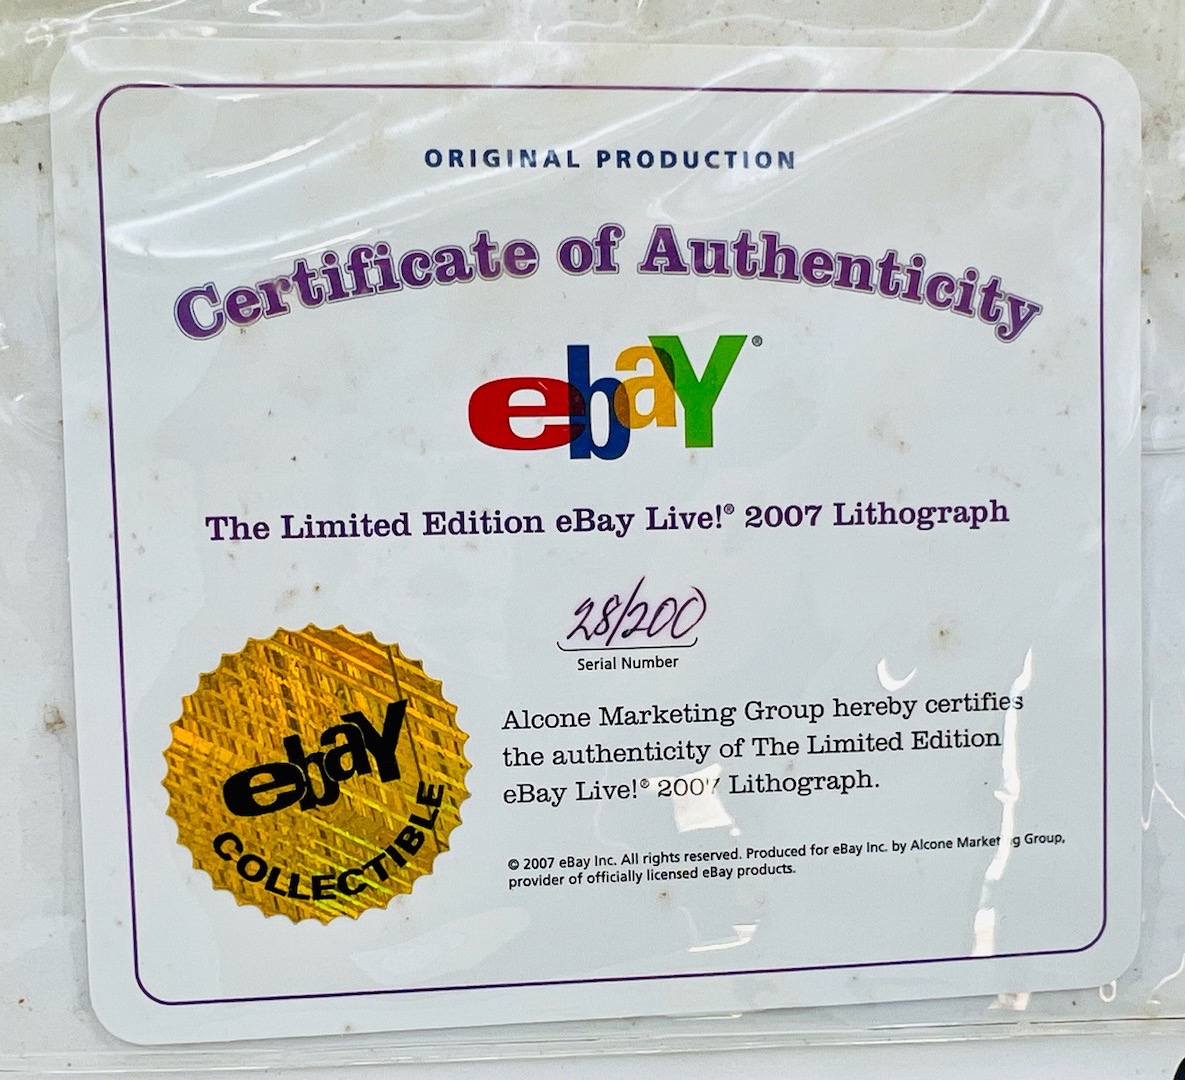 ORIGINAL PRODUCTION
Certificate of Authenticity
ebaY®
The Limited Edition eBay Live!® 2007 Lithograph
28/200
Serial Number
Alcone Marketing Group hereby certifies
the authenticity of The Limited Edition
eBay Live!® 2007 Lithograph.
© 2007 eBay Inc. All rights reserved. Produced for eBay Inc. by Alcone Marketing Group,
provider of officially licensed eBay products.
ebaY
COLLECTIBLE